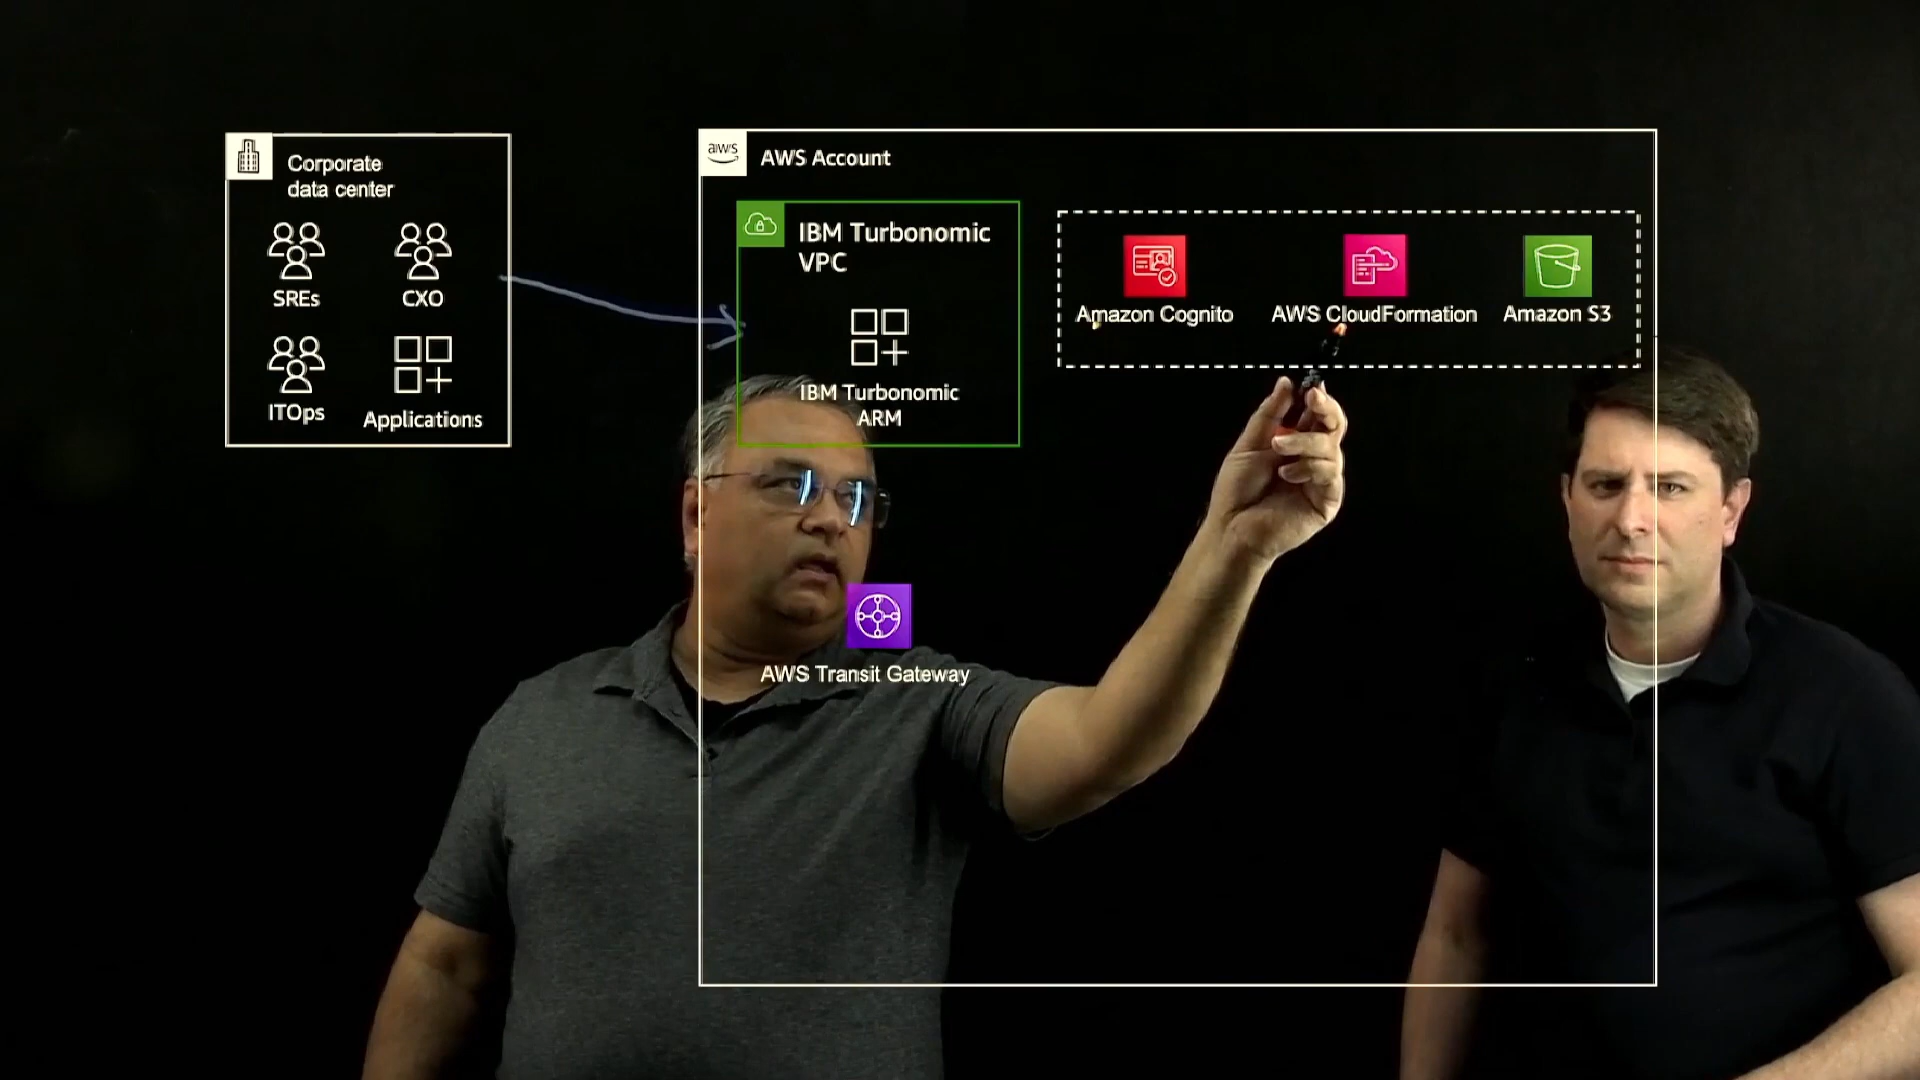 Corporate
data center
SREs
CXO
ITOps
Applications
aws
AWS Account
IBM Turbonomic
VPC
IBM Turbonomic
ARM
Amazon Cognito
AWS CloudFormation
Amazon S3
AWS Transit Gateway